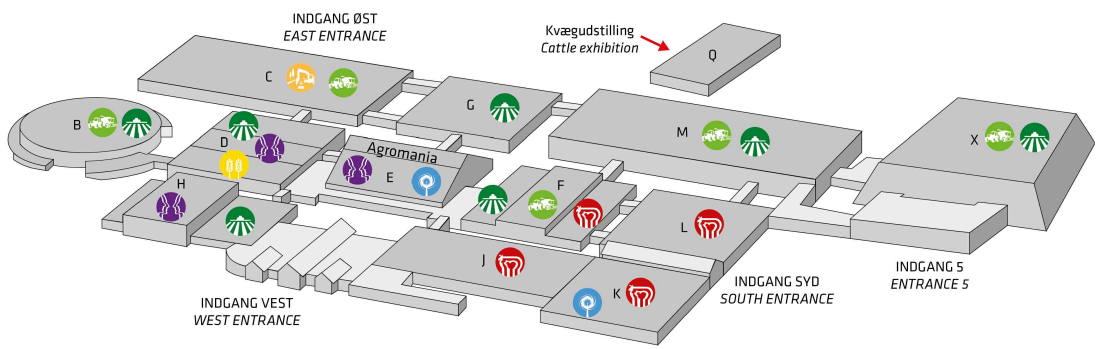 INDGANG ØST
EAST ENTRANCE
Kvægudstilling
Cattle exhibition
Q
C
G
B
D
M
X
Agromania
E
H
F
L
J
K
INDGANG VEST
WEST ENTRANCE
INDGANG SYD
SOUTH ENTRANCE
INDGANG 5
ENTRANCE 5